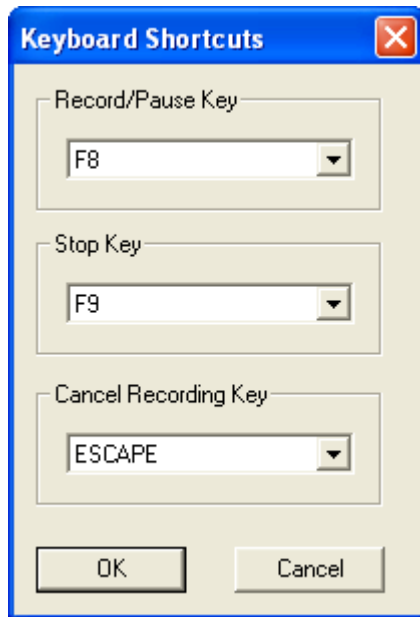 Keyboard Shortcuts
Record/Pause Key
F8
Stop Key
F9
Cancel Recording Key
ESCAPE
OK Cancel